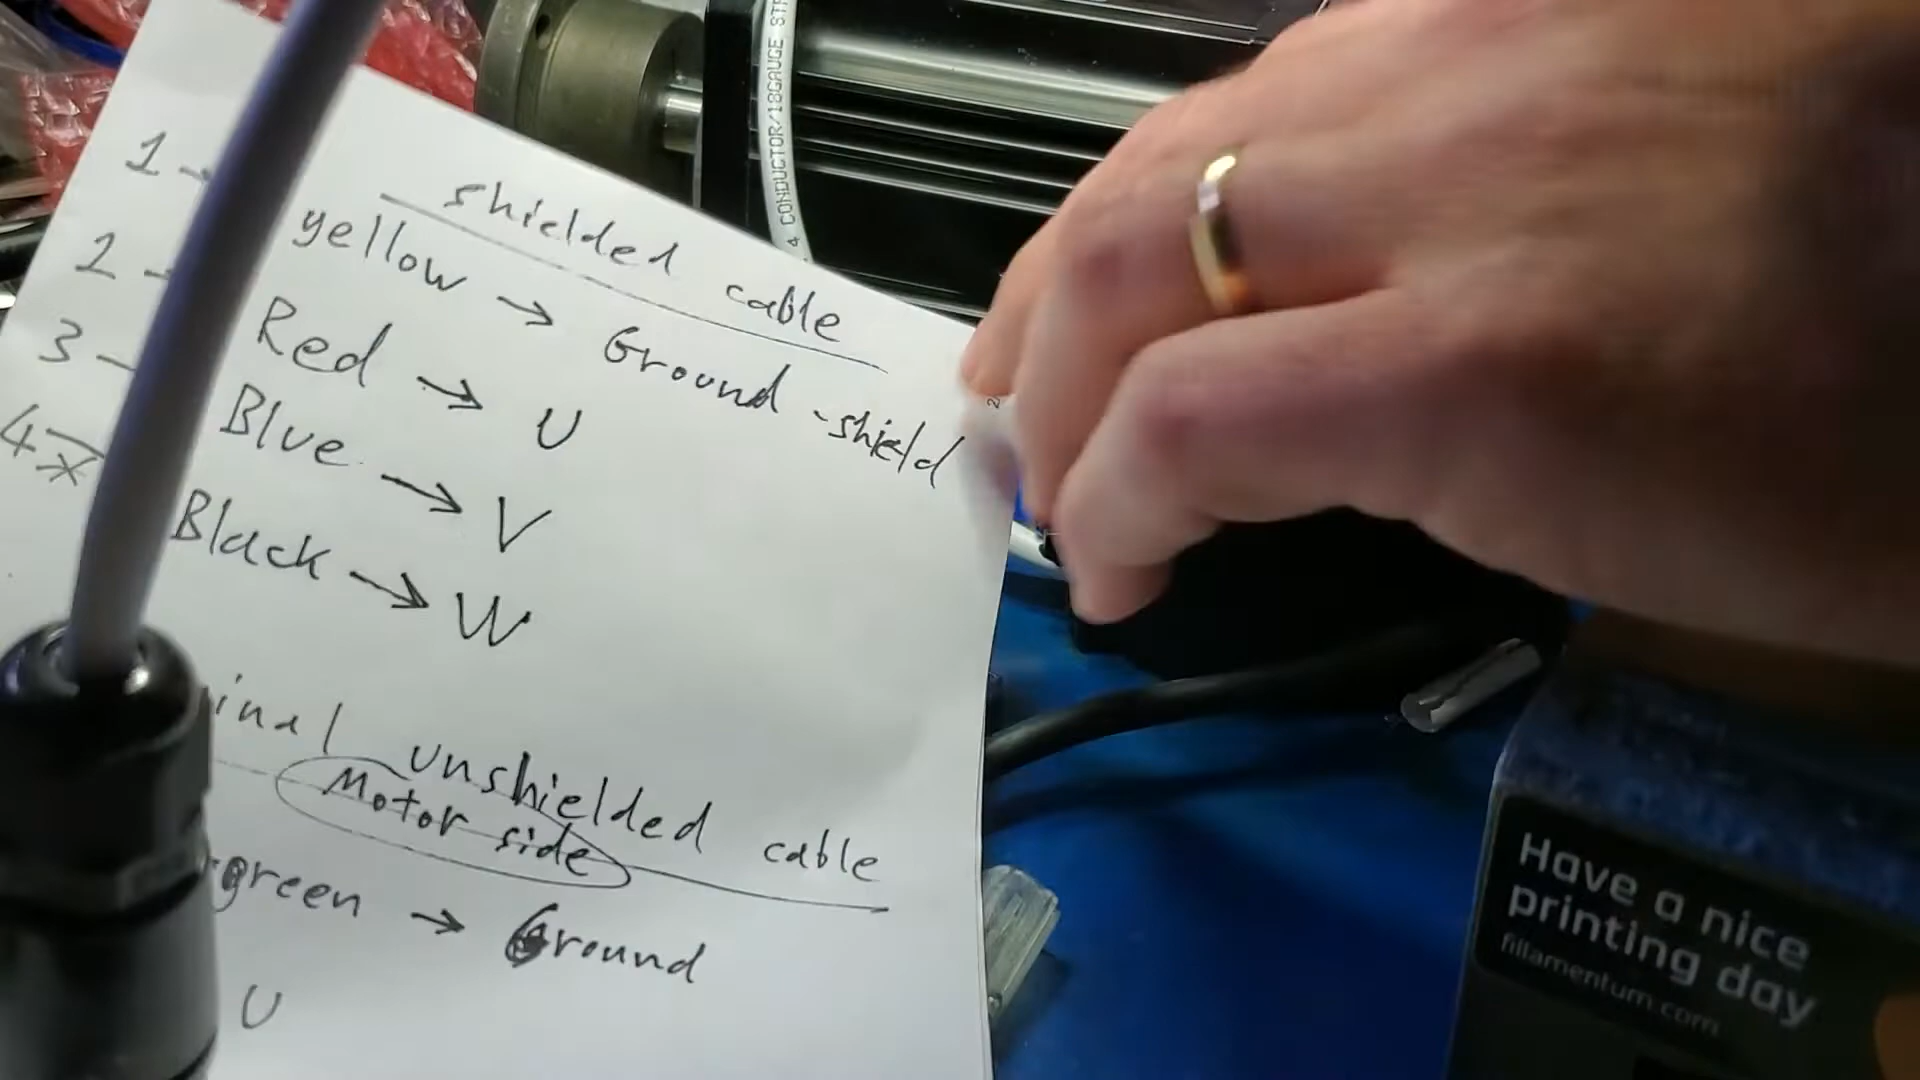 4 CONDUCTOR/18GAUGE
shielded cable
1 - yellow → Ground - shield
2 - Red → U
3 - Blue → V
4 Black → W
inal unshielded cable
Motor side
green → Ground
U
Have a nice
printing day
fillamentum.com